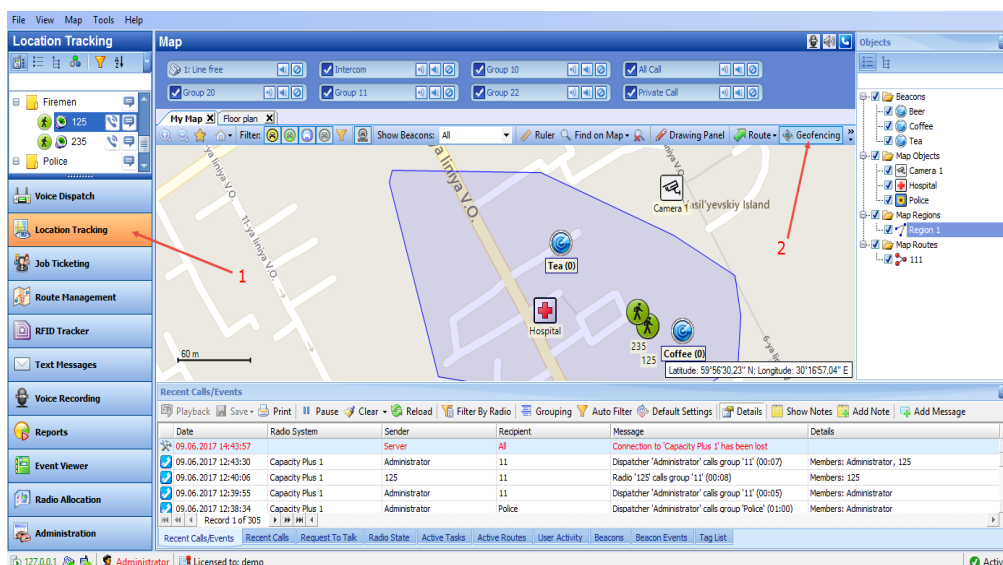 File View Map Tools Help
Location Tracking
Map
Objects
1: Line free
Intercom
Group 10
All Call
Group 20
Group 11
Group 22
Private Call
Firemen
125
235
Police
My Map X Floor plan X
Filter: Show Beacons: All Ruler Find on Map Drawing Panel Route Geofencing
Voice Dispatch
Location Tracking
Job Ticketing
Route Management
RFID Tracker
Text Messages
Voice Recording
Reports
Event Viewer
Radio Allocation
Administration
1
2
a liniya V.O.
11-ya liniya V.O.
Camera 1
Tea (0)
Hospital
235
125
Coffee (0)
60 m
Latitude: 59°56'30,23" N; Longitude: 30°16'57,04" E
Beacons
Beer
Coffee
Tea
Map Objects
Camera 1
Hospital
Police
Map Regions
Region 1
Map Routes
111
Recent Calls/Events
Playback Save Print Pause Clear Reload Filter By Radio Grouping Auto Filter Default Settings Details Show Notes Add Note Add Message
Date Radio System Sender Recipient Message Details
09.06.2017 14:43:57 Server All Connection to 'Capacity Plus 1' has been lost
09.06.2017 12:43:30 Capacity Plus 1 Administrator 11 Dispatcher 'Administrator' calls group '11' (00:07) Members: Administrator, 125
09.06.2017 12:40:06 Capacity Plus 1 125 11 Radio '125' calls group '11' (00:08) Members: 125
09.06.2017 12:39:55 Capacity Plus 1 Administrator 11 Dispatcher 'Administrator' calls group '11' (00:05) Members: Administrator
09.06.2017 12:38:34 Capacity Plus 1 Administrator Police Dispatcher 'Administrator' calls group 'Police' (01:00) Members: Administrator
Record 1 of 305
Recent Calls/Events Recent Calls Request To Talk Radio State Active Tasks Active Routes User Activity Beacons Beacon Events Tag List
127.0.0.1 Administrator Licensed to: demo Activ